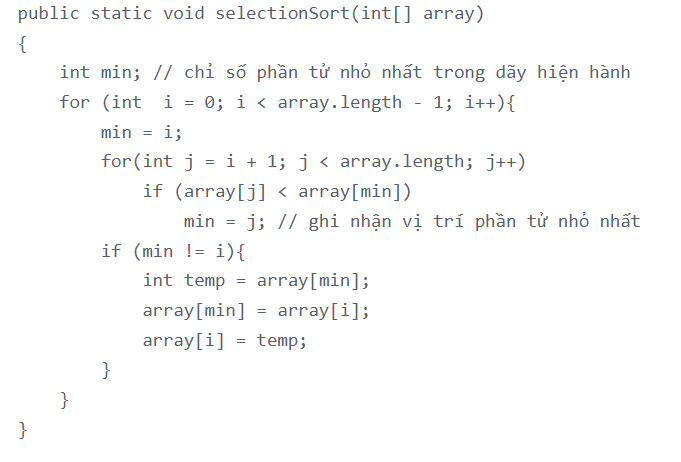 public static void selectionSort(int[] array)
{
    int min; // chỉ số phần tử nhỏ nhất trong dãy hiện hành
    for (int  i = 0; i < array.length - 1; i++){
        min = i;
        for(int j = i + 1; j < array.length; j++)
            if (array[j] < array[min])
                min = j; // ghi nhận vị trí phần tử nhỏ nhất
        if (min != i){
            int temp = array[min];
            array[min] = array[i];
            array[i] = temp;
        }
    }
}